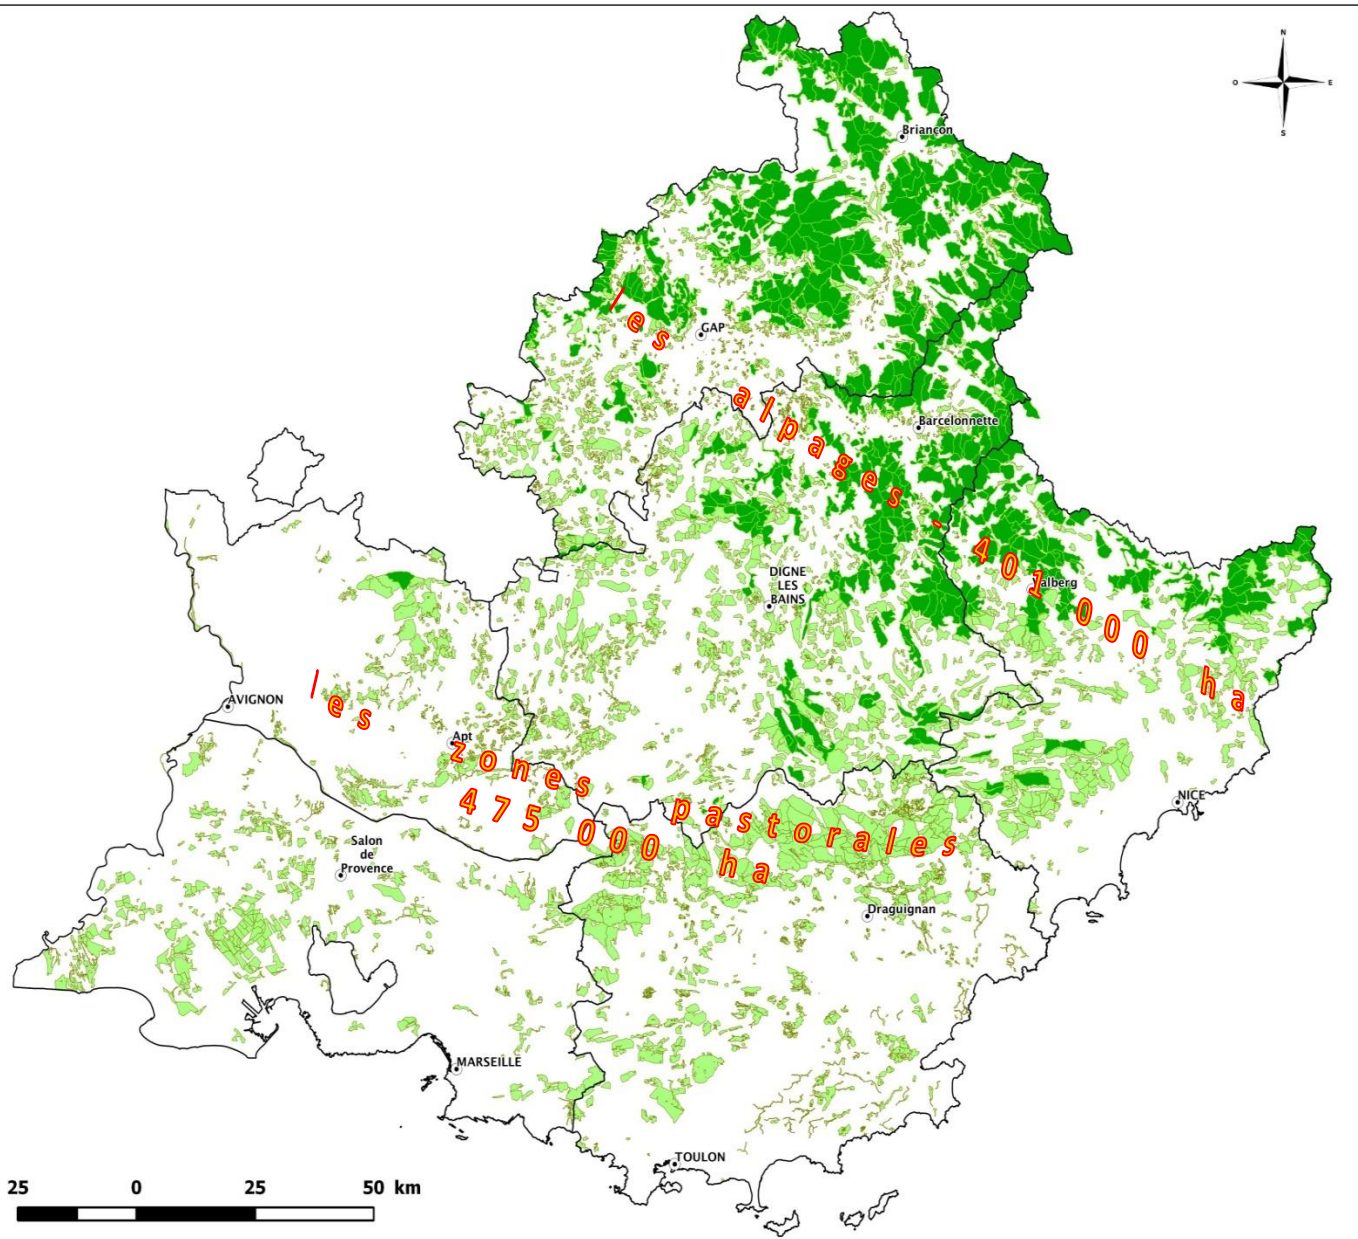 N
O
E
S
Briançon
les
GAP
alpages : 401 000 ha
Barcelonnette
DIGNE
LES
BAINS
Valberg
les
AVIGNON
Apt
zones pastorales
475 000 ha
NICE
Salon
de
Provence
Draguignan
MARSEILLE
TOULON
25 0 25 50 km